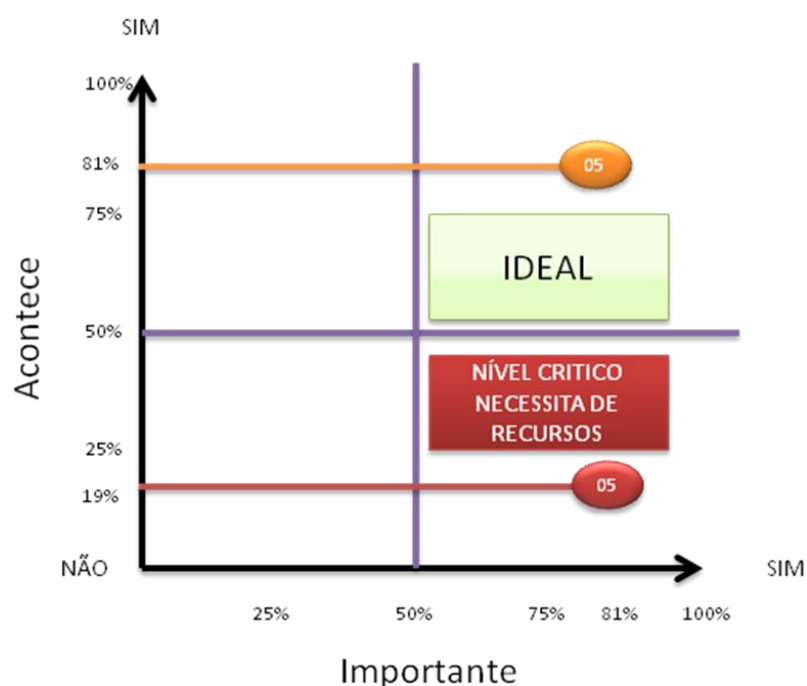 SIM
100%
81%
05
75%
IDEAL
Acontece
50%
NÍVEL CRITICO
NECESSITA DE
RECURSOS
25%
19%
05
NÃO
SIM
25%
50%
75%
81%
100%
Importante